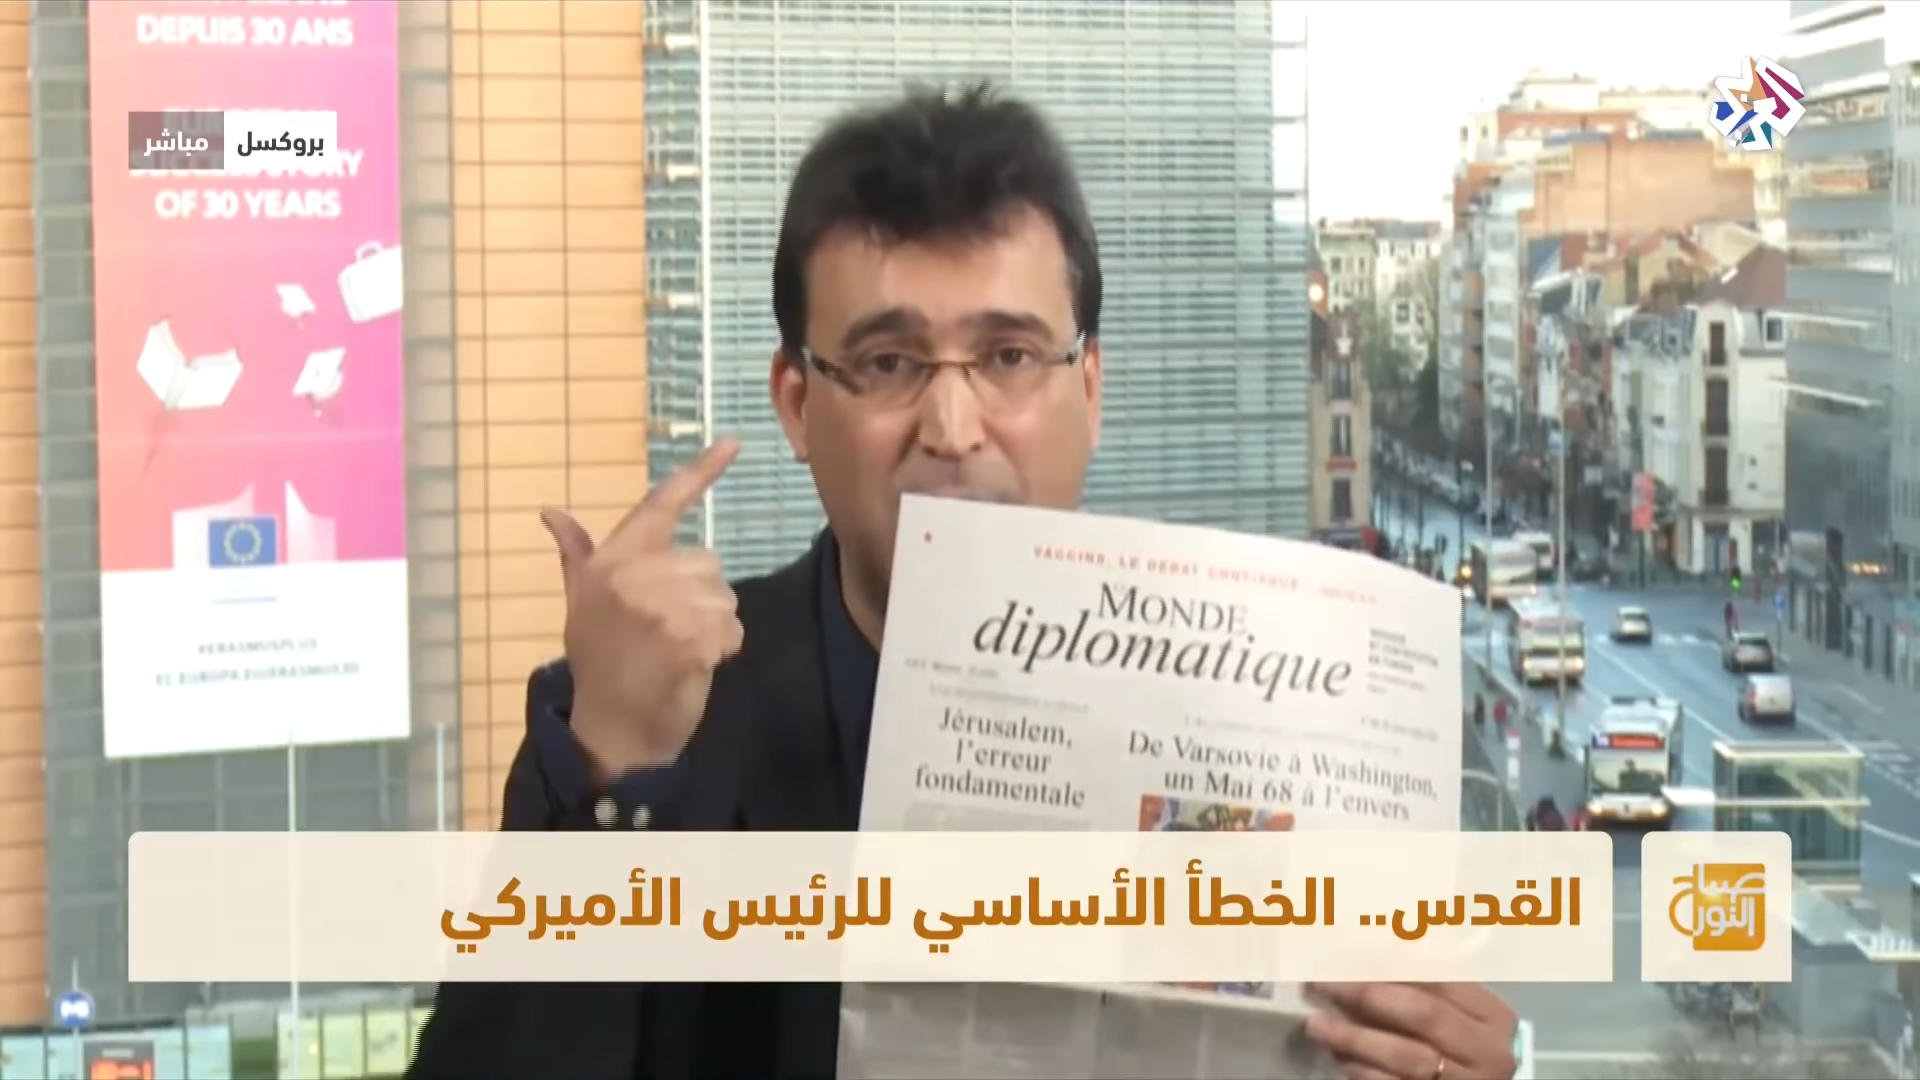 DEPUIS 30 ANS
بروكسل مباشر
OF 30 YEARS
VACCINS, LE DÉBAT CONTINUE
MONDE
diplomatique
Jérusalem,
l'erreur
fondamentale
De Varsovie à Washington,
un Mai 68 à l'envers
#ERASMUSPLUS
القدس.. الخطأ الأساسي للرئيس الأميركي
صباح
النور